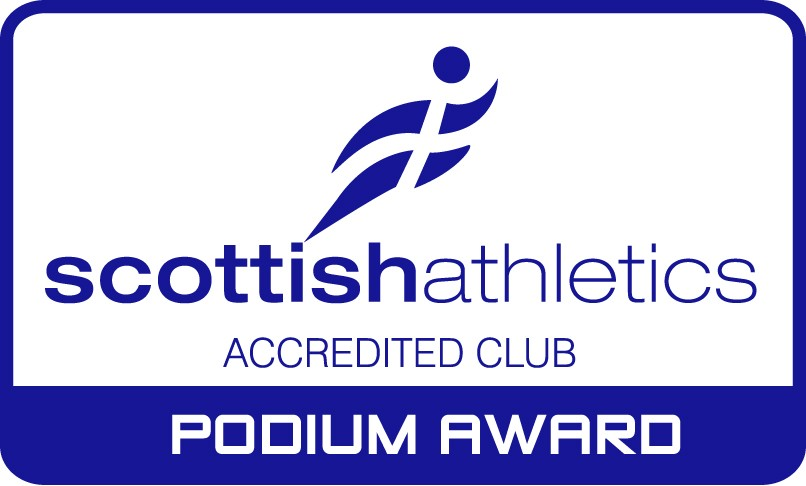 scottishathletics
ACCREDITED CLUB
PODIUM AWARD